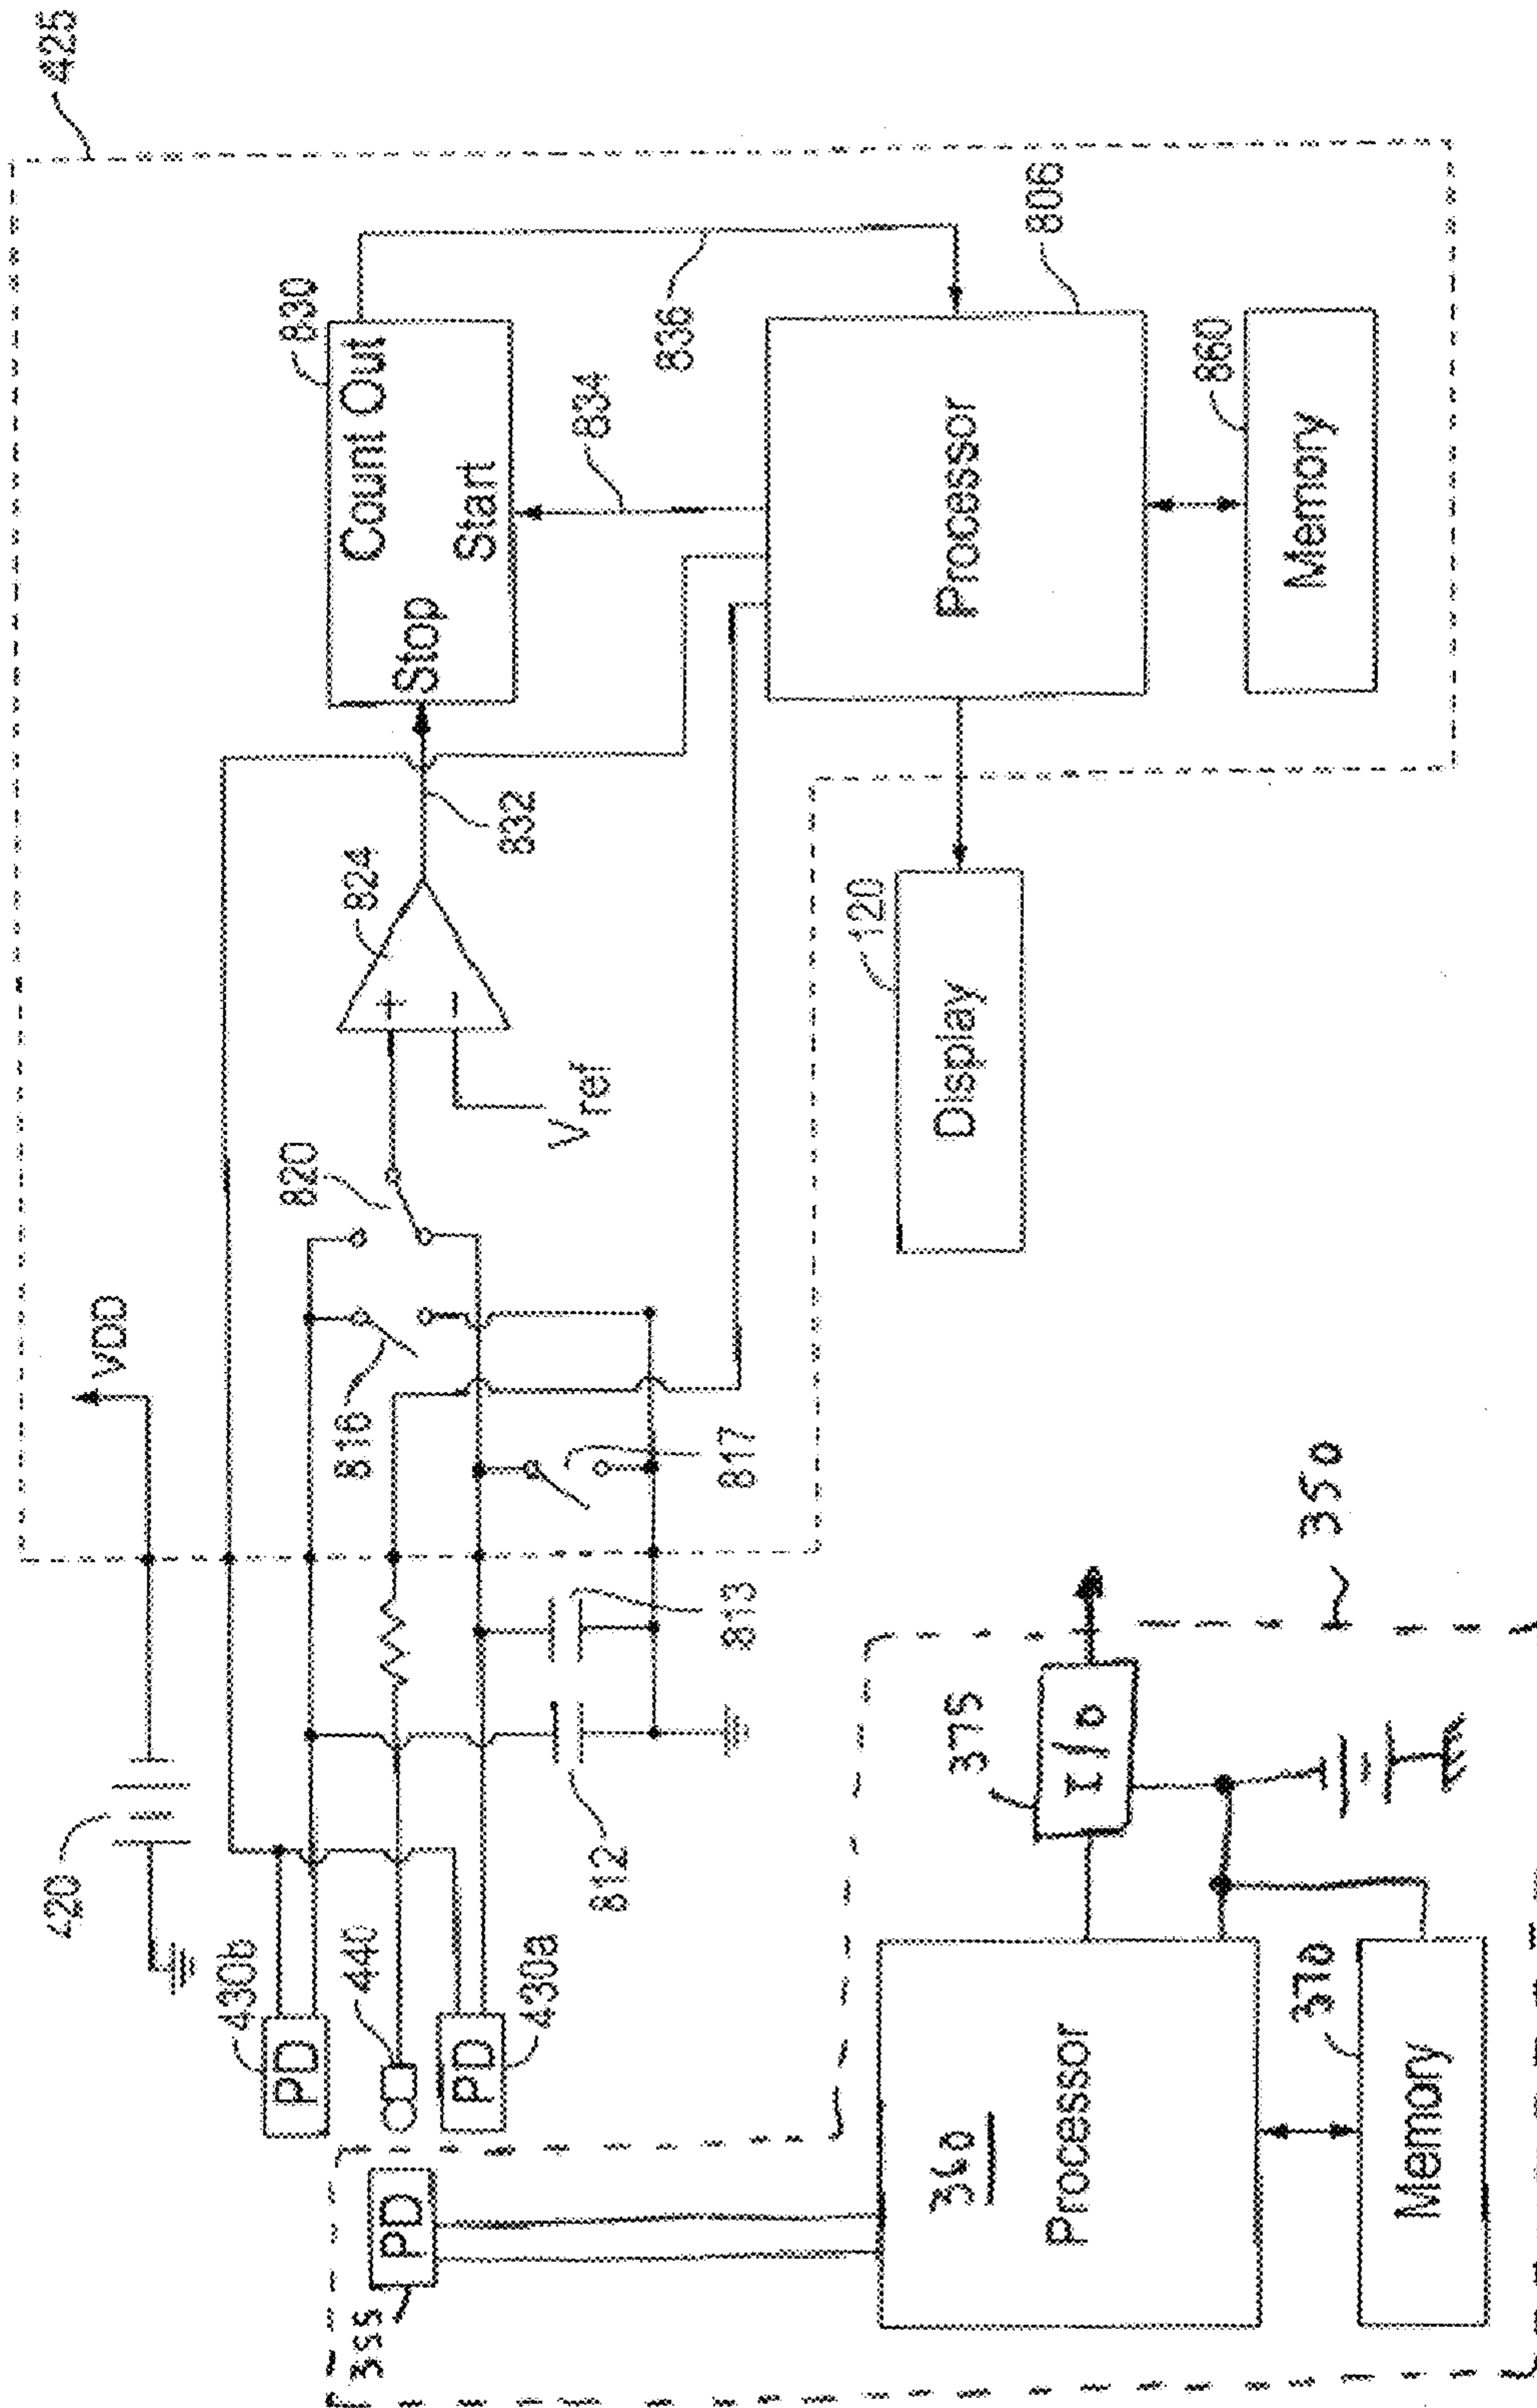 425
VDD
420
830
Count Out
Stop
Start
824
+
−
832
834
836
820
816
Vref
817
813
812
430b
PD
440
PD
430a
806
Processor
860
Memory
120
Display
355
PD
360
Processor
375
I/O
370
Memory
350